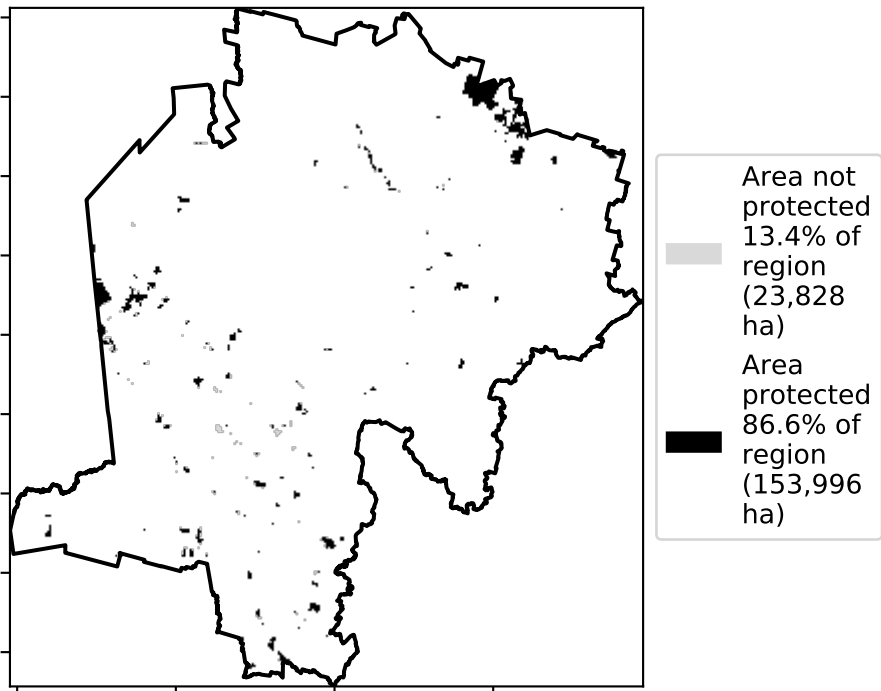 Area not
protected
13.4% of
region
(23,828
ha)
Area
protected
86.6% of
region
(153,996
ha)